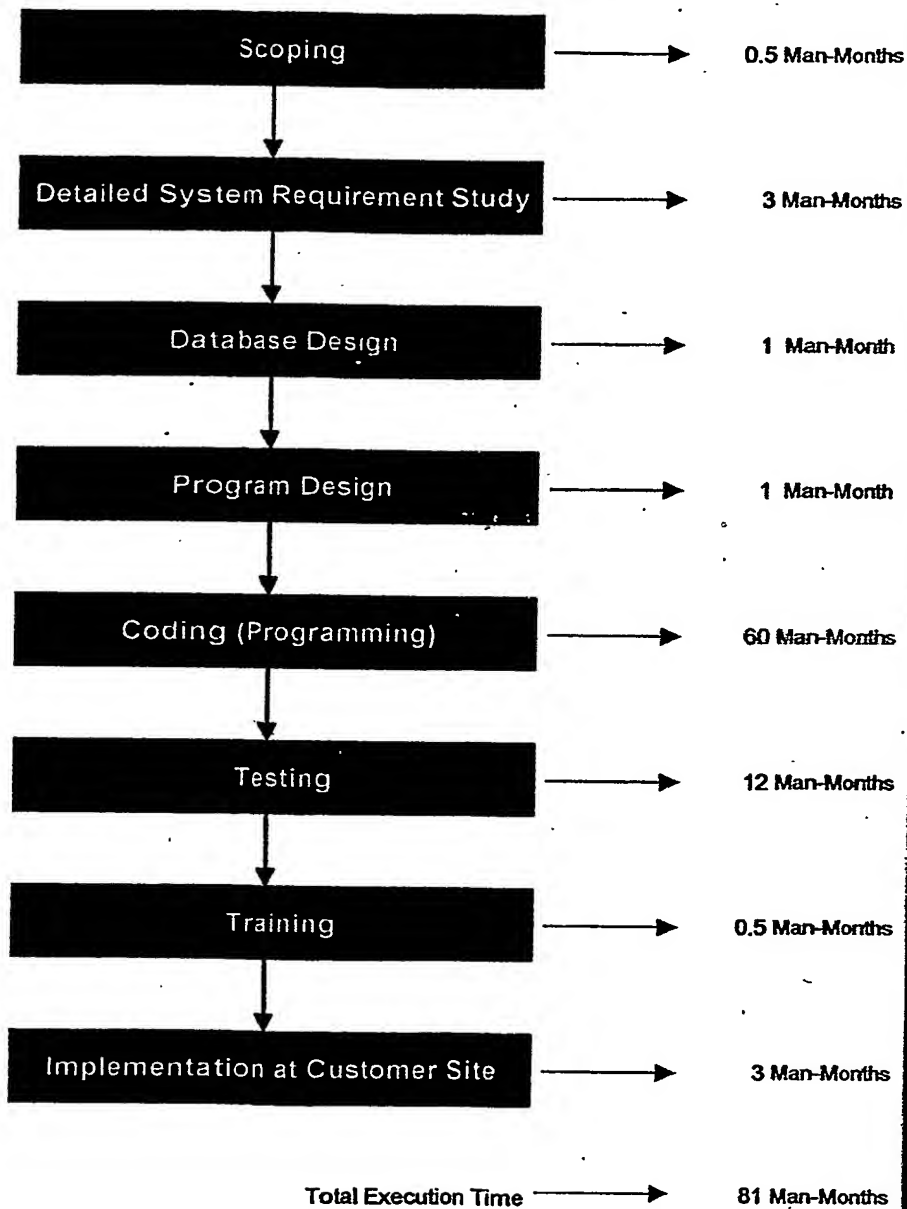 Scoping 0.5 Man-Months
Detailed System Requirement Study 3 Man-Months
Database Design 1 Man-Month
Program Design 1 Man-Month
Coding (Programming) 60 Man-Months
Testing 12 Man-Months
Training 0.5 Man-Months
Implementation at Customer Site 3 Man-Months
Total Execution Time 81 Man-Months